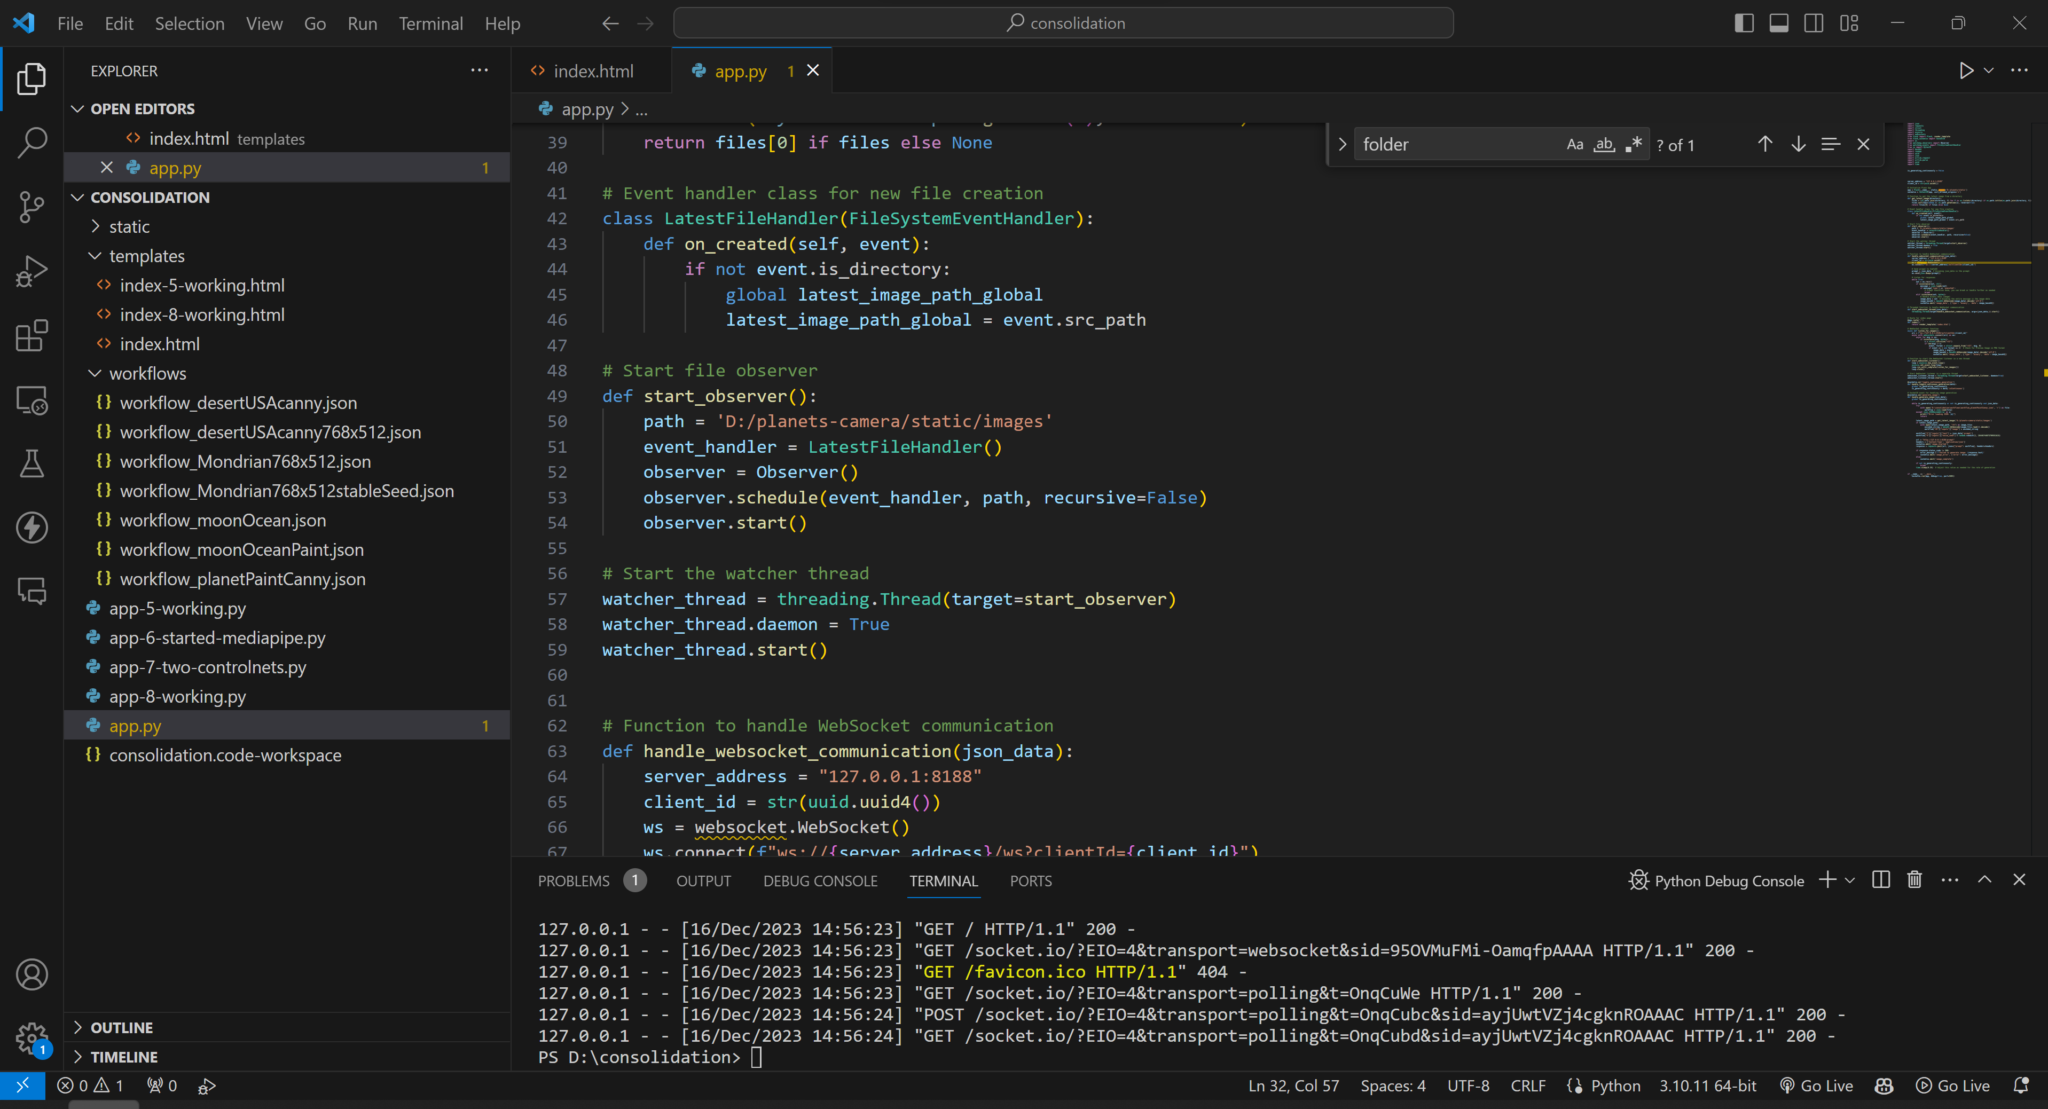 File Edit Selection View Go Run Terminal Help
consolidation
EXPLORER
OPEN EDITORS
index.html templates
app.py 1
CONSOLIDATION
static
templates
index-5-working.html
index-8-working.html
index.html
workflows
workflow_desertUSAcanny.json
workflow_desertUSAcanny768x512.json
workflow_Mondrian768x512.json
workflow_Mondrian768x512stableSeed.json
workflow_moonOcean.json
workflow_moonOceanPaint.json
workflow_planetPaintCanny.json
app-5-working.py
app-6-started-mediapipe.py
app-7-two-controlnets.py
app-8-working.py
app.py 1
consolidation.code-workspace
OUTLINE
TIMELINE
index.html
app.py 1
app.py > ...
folder
Aa ab .*
? of 1
39 return files[0] if files else None
40
41 # Event handler class for new file creation
42 class LatestFileHandler(FileSystemEventHandler):
43 def on_created(self, event):
44 if not event.is_directory:
45 global latest_image_path_global
46 latest_image_path_global = event.src_path
47
48 # Start file observer
49 def start_observer():
50 path = 'D:/planets-camera/static/images'
51 event_handler = LatestFileHandler()
52 observer = Observer()
53 observer.schedule(event_handler, path, recursive=False)
54 observer.start()
55
56 # Start the watcher thread
57 watcher_thread = threading.Thread(target=start_observer)
58 watcher_thread.daemon = True
59 watcher_thread.start()
60
61
62 # Function to handle WebSocket communication
63 def handle_websocket_communication(json_data):
64 server_address = "127.0.0.1:8188"
65 client_id = str(uuid.uuid4())
66 ws = websocket.WebSocket()
67 ws.connect(f"ws://{server_address}/ws?clientId={client_id}")
PROBLEMS 1 OUTPUT DEBUG CONSOLE TERMINAL PORTS
Python Debug Console
127.0.0.1 - - [16/Dec/2023 14:56:23] "GET / HTTP/1.1" 200 -
127.0.0.1 - - [16/Dec/2023 14:56:23] "GET /socket.io/?EIO=4&transport=websocket&sid=95OVMuFMi-OamqfpAAAA HTTP/1.1" 200 -
127.0.0.1 - - [16/Dec/2023 14:56:23] "GET /favicon.ico HTTP/1.1" 404 -
127.0.0.1 - - [16/Dec/2023 14:56:23] "GET /socket.io/?EIO=4&transport=polling&t=OnqCuWe HTTP/1.1" 200 -
127.0.0.1 - - [16/Dec/2023 14:56:24] "POST /socket.io/?EIO=4&transport=polling&t=OnqCubc&sid=ayjUwtVZj4cgknROAAAC HTTP/1.1" 200 -
127.0.0.1 - - [16/Dec/2023 14:56:24] "GET /socket.io/?EIO=4&transport=polling&t=OnqCubd&sid=ayjUwtVZj4cgknROAAAC HTTP/1.1" 200 -
PS D:\consolidation>
1
0 1 0
Ln 32, Col 57 Spaces: 4 UTF-8 CRLF Python 3.10.11 64-bit Go Live Go Live